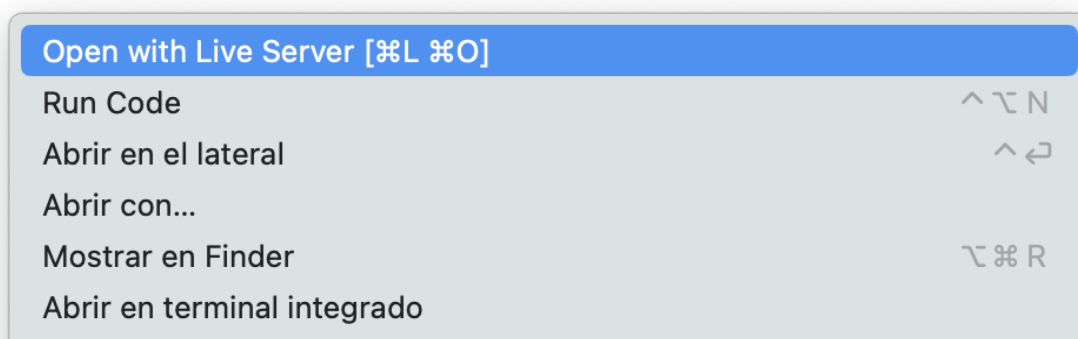 Open with Live Server [⌘L ⌘O]
Run Code ^⌥N
Abrir en el lateral ^↩
Abrir con...
Mostrar en Finder ⌥⌘R
Abrir en terminal integrado